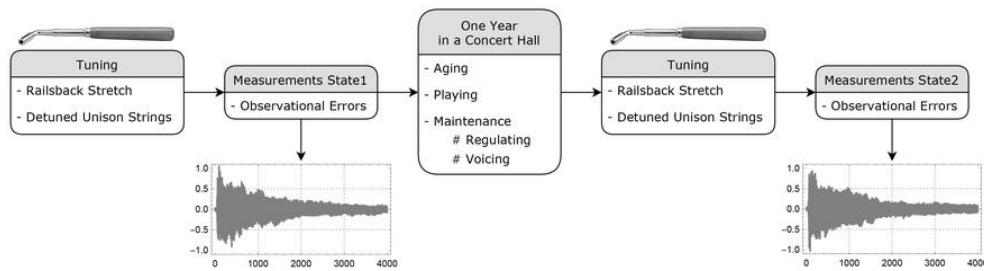 Tuning
- Railsback Stretch
- Detuned Unison Strings
Measurements State1
- Observational Errors
One Year
in a Concert Hall
- Aging
- Playing
- Maintenance
# Regulating
# Voicing
Tuning
- Railsback Stretch
- Detuned Unison Strings
Measurements State2
- Observational Errors
1.0
0.5
0.0
-0.5
-1.0
0 1000 2000 3000 4000
1.0
0.5
0.0
-0.5
-1.0
0 1000 2000 3000 4000